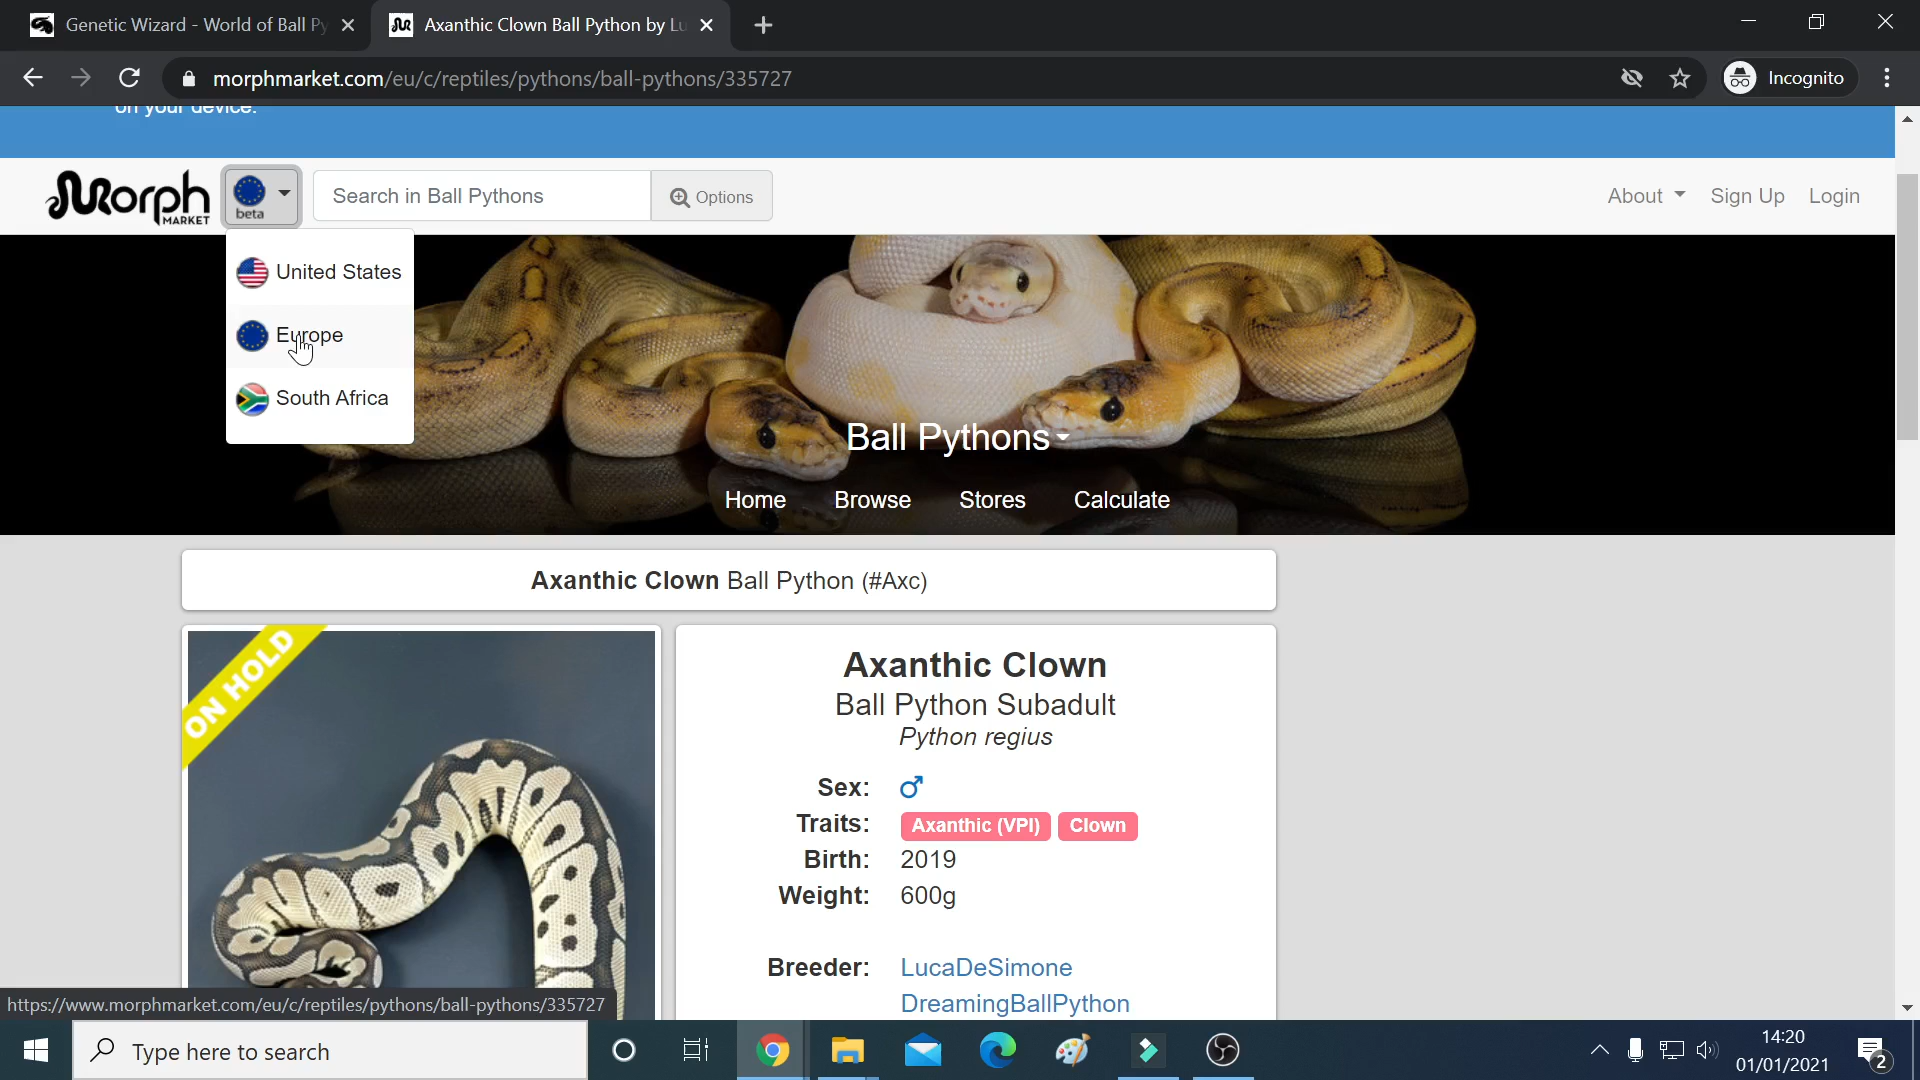 Genetic Wizard - World of Ball Py
Axanthic Clown Ball Python by Lu
morphmarket.com/eu/c/reptiles/pythons/ball-pythons/335727
Incognito
on your device.
Morph
MARKET
beta
Search in Ball Pythons
Options
About
Sign Up
Login
United States
Europe
South Africa
Ball Pythons
Home
Browse
Stores
Calculate
Axanthic Clown Ball Python (#Axc)
ON HOLD
Axanthic Clown
Ball Python Subadult
Python regius
Sex: ♂
Traits: Axanthic (VPI) Clown
Birth: 2019
Weight: 600g
Breeder: LucaDeSimone
DreamingBallPython
https://www.morphmarket.com/eu/c/reptiles/pythons/ball-pythons/335727
Type here to search
14:20
01/01/2021
2